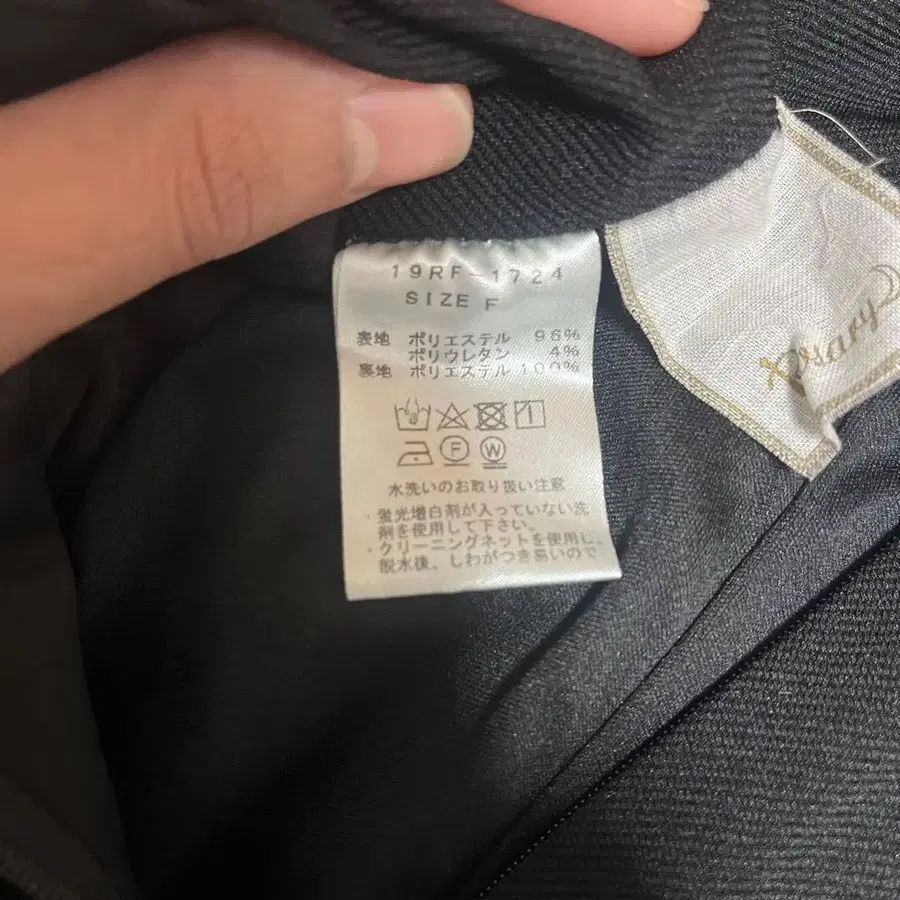 19RF-1724
SIZE F
表地 ポリエステル 96%
ポリウレタン 4%
裏地 ポリエステル 100%
F W
水洗いのお取り扱い注意
・蛍光増白剤が入っていない洗
剤を使用して下さい。
・クリーニングネットを使用し、
脱水後、しわがつき易いので